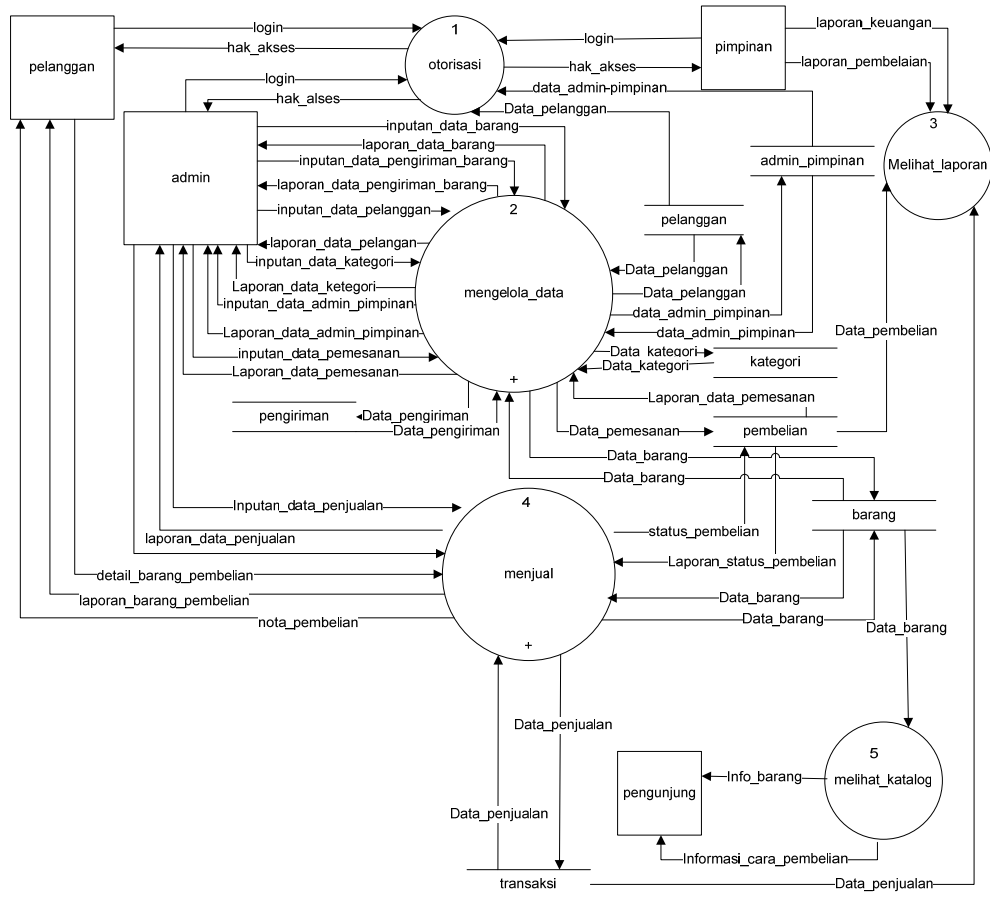 login
hak_akses
pelanggan
1
otorisasi
login
hak_akses
pimpinan
laporan_keuangan
laporan_pembelaian
login
hak_alses
data_admin-pimpinan
Data_pelanggan
3
Melihat_laporan
admin
inputan_data_barang
laporan_data_barang
inputan_data_pengiriman_barang
laporan_data_pengiriman_barang
inputan_data_pelanggan
laporan_data_pelangan
inputan_data_kategori
Laporan_data_ketegori
inputan_data_admin_pimpinan
Laporan_data_admin_pimpinan
inputan_data_pemesanan
Laporan_data_pemesanan
2
mengelola_data
+
admin_pimpinan
pelanggan
Data_pelanggan
Data_pelanggan
data_admin_pimpinan
data_admin_pimpinan
Data_pembelian
Data_kategori
Data_kategori
kategori
Laporan_data_pemesanan
pengiriman
Data_pengiriman
Data_pengiriman
Data_pemesanan
pembelian
Data_barang
Data_barang
barang
Inputan_data_penjualan
laporan_data_penjualan
detail_barang_pembelian
laporan_barang_pembelian
nota_pembelian
4
menjual
+
status_pembelian
Laporan_status_pembelian
Data_barang
Data_barang
Data_barang
Data_penjualan
Data_penjualan
5
melihat_katalog
Info_barang
pengunjung
Informasi_cara_pembelian
transaksi
Data_penjualan